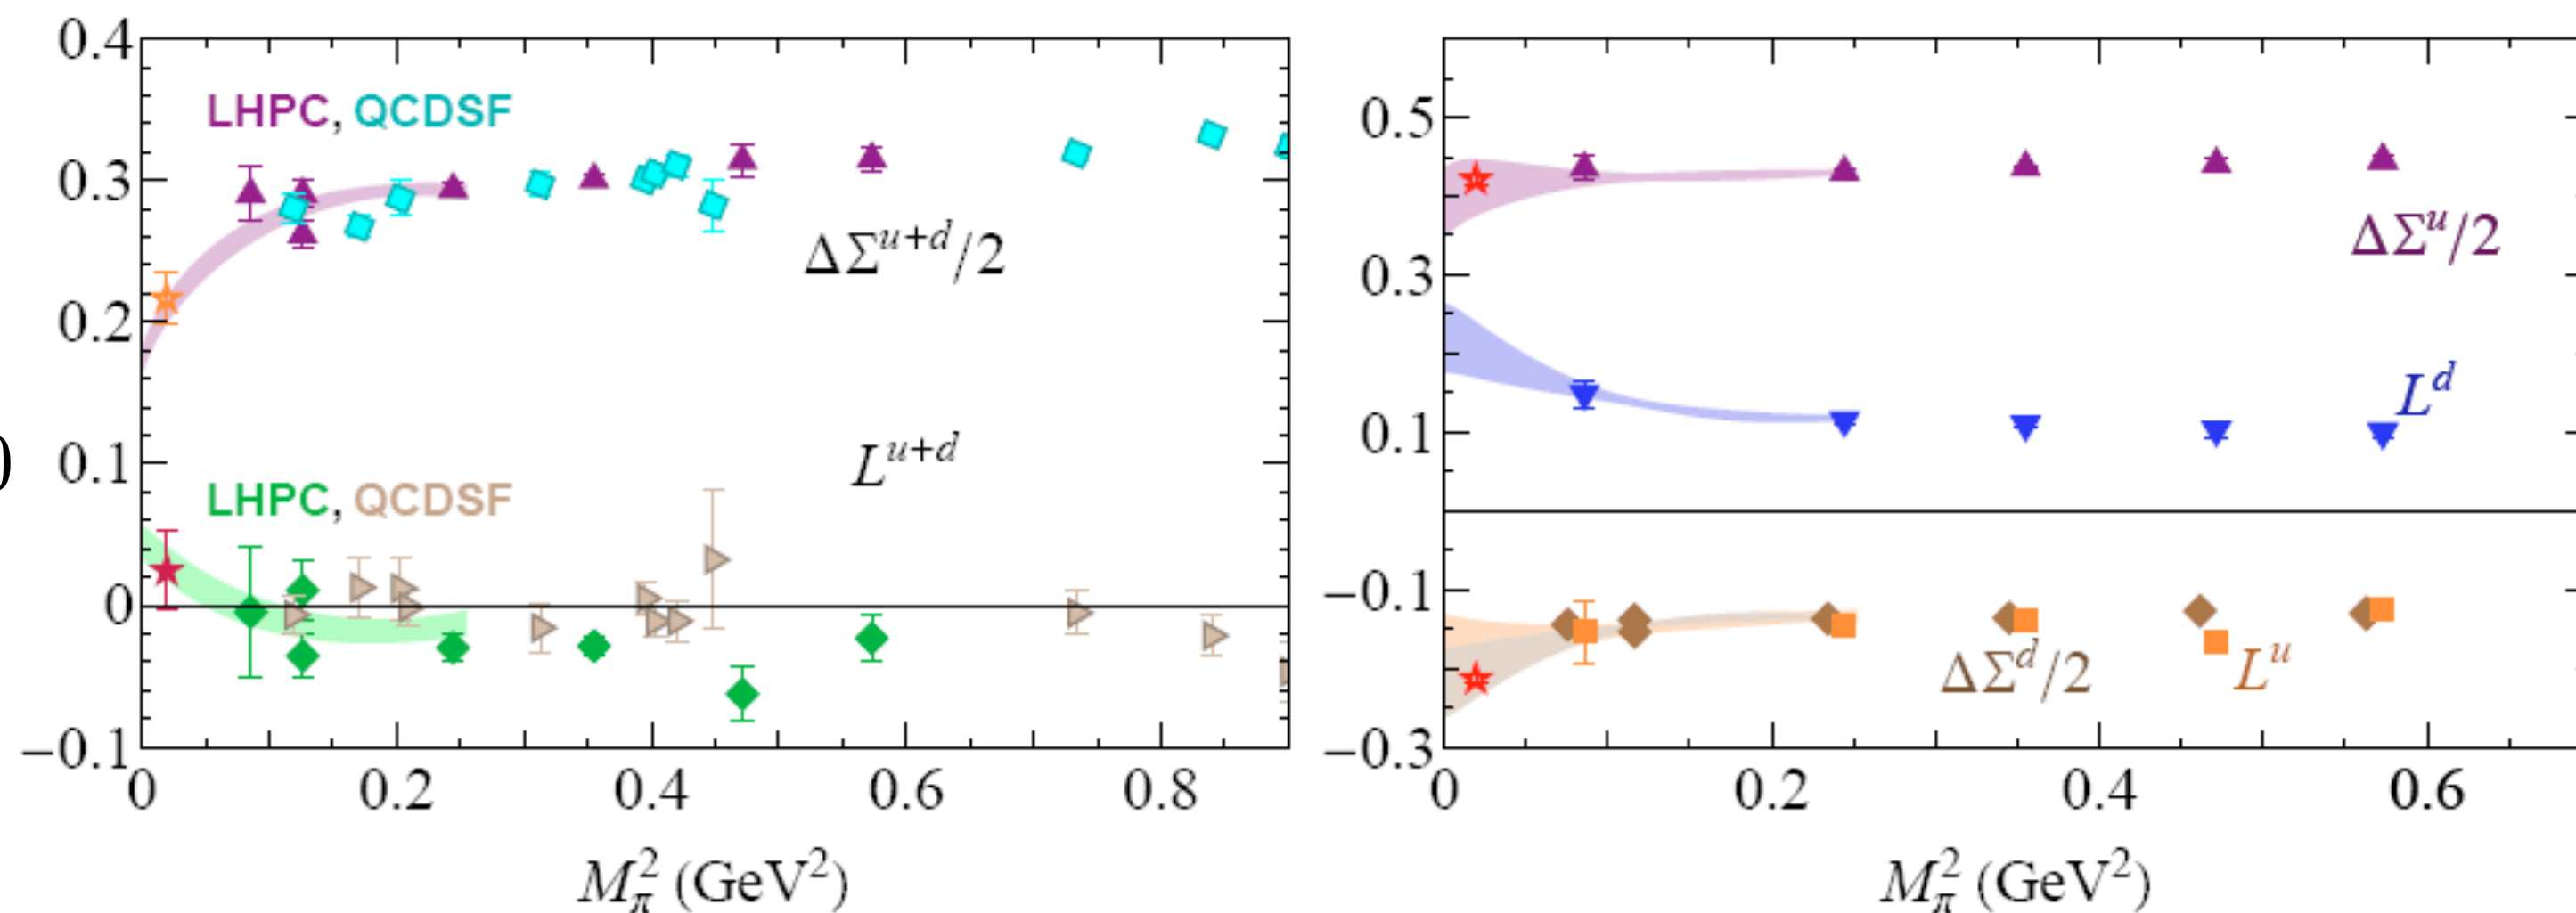 0.4
LHPC, QCDSF
0.3
ΔΣ^{u+d}/2
0.2
0.1
L^{u+d}
)
LHPC, QCDSF
0
−0.1
0 0.2 0.4 0.6 0.8
M_π^2 (GeV^2)
0.5
ΔΣ^u/2
0.3
L^d
0.1
−0.1
ΔΣ^d/2 L^u
−0.3
0 0.2 0.4 0.6
M_π^2 (GeV^2)